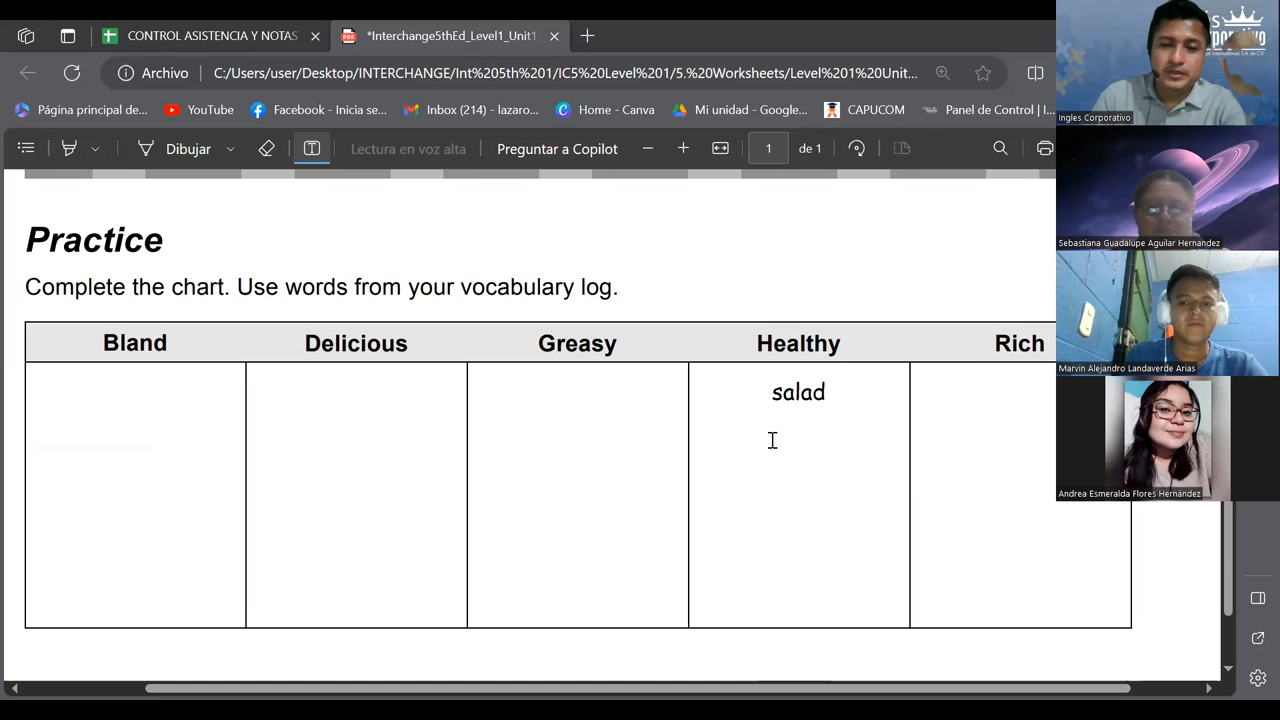 CONTROL ASISTENCIA Y NOTAS
*Interchange5thEd_Level1_Unit1
Archivo
C:/Users/user/Desktop/INTERCHANGE/Int%205th%201/IC5%20Level%201/5.%20Worksheets/Level%201%20Unit...
Página principal de...
YouTube
Facebook - Inicia se...
Inbox (214) - lazaro...
Home - Canva
Mi unidad - Google...
CAPUCOM
Panel de Control | I...
Dibujar
Lectura en voz alta
Preguntar a Copilot
1
de 1
Practice
Complete the chart. Use words from your vocabulary log.
Bland
Delicious
Greasy
Healthy
Rich
salad
Ingles Corporativo
Sebastiana Guadalupe Aguilar Hernandez
Marvin Alejandro Landaverde Arias
Andrea Esmeralda Flores Hernández